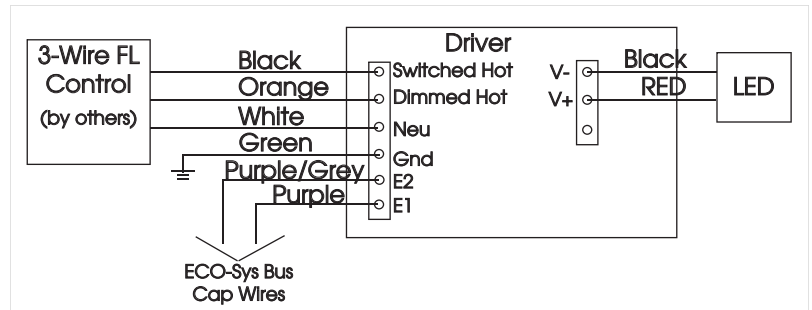 3-Wire FL
Control
(by others)
Black
Orange
White
Green
Purple/Grey
Purple
ECO-Sys Bus
Cap Wires
Driver
Switched Hot
Dimmed Hot
Neu
Gnd
E2
E1
V-
V+
Black
RED
LED